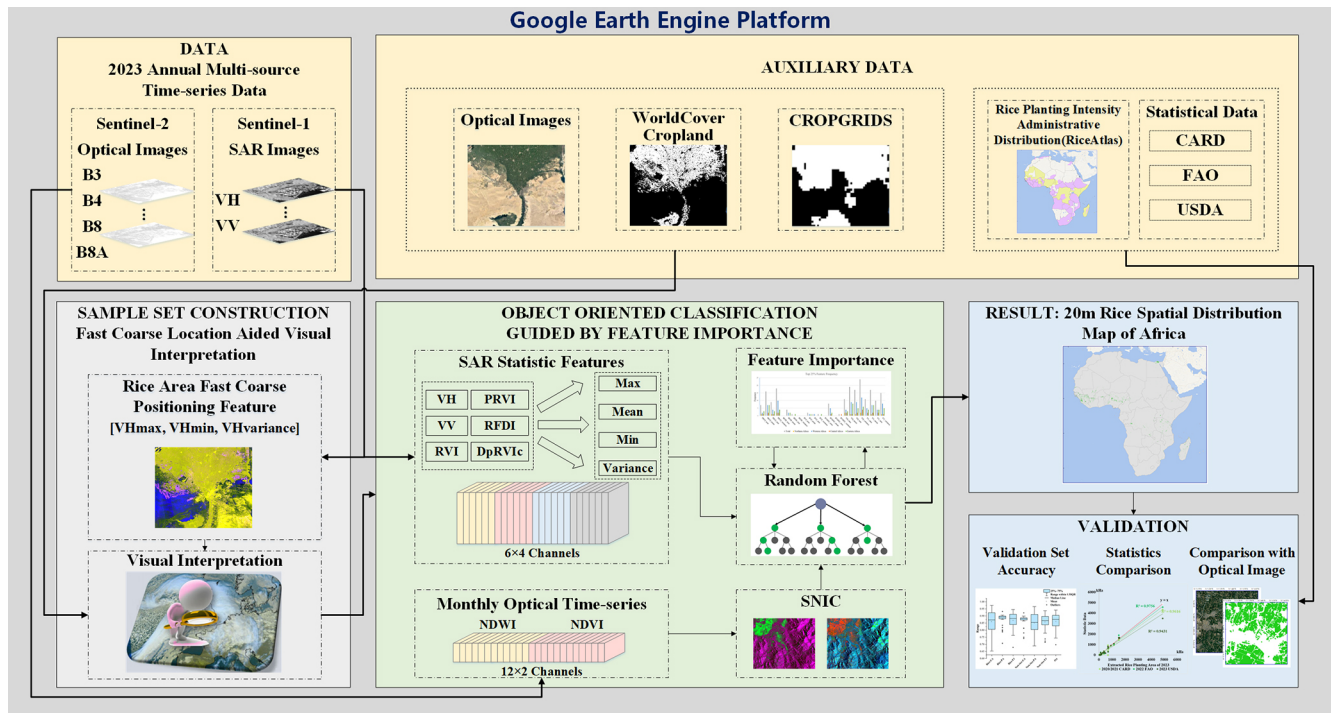 Google Earth Engine Platform
DATA
2023 Annual Multi-source
Time-series Data
Sentinel-2
Optical Images
B3
B4
B8
B8A
Sentinel-1
SAR Images
VH
VV
AUXILIARY DATA
Optical Images
WorldCover
Cropland
CROPGRIDS
Rice Planting Intensity
Administrative
Distribution(RiceAtlas)
Statistical Data
CARD
FAO
USDA
SAMPLE SET CONSTRUCTION
Fast Coarse Location Aided Visual
Interpretation
Rice Area Fast Coarse
Positioning Feature
[VHmax, VHmin, VHvariance]
Visual Interpretation
OBJECT ORIENTED CLASSIFICATION
GUIDED BY FEATURE IMPORTANCE
SAR Statistic Features
VH
PRVI
VV
RFDI
RVI
DpRVIc
Max
Mean
Min
Variance
6×4 Channels
Monthly Optical Time-series
NDWI
NDVI
12×2 Channels
Feature Importance
Random Forest
SNIC
RESULT: 20m Rice Spatial Distribution
Map of Africa
VALIDATION
Validation Set
Accuracy
Statistics
Comparison
Comparison with
Optical Image
Extracted Rice Planting Area of 2023